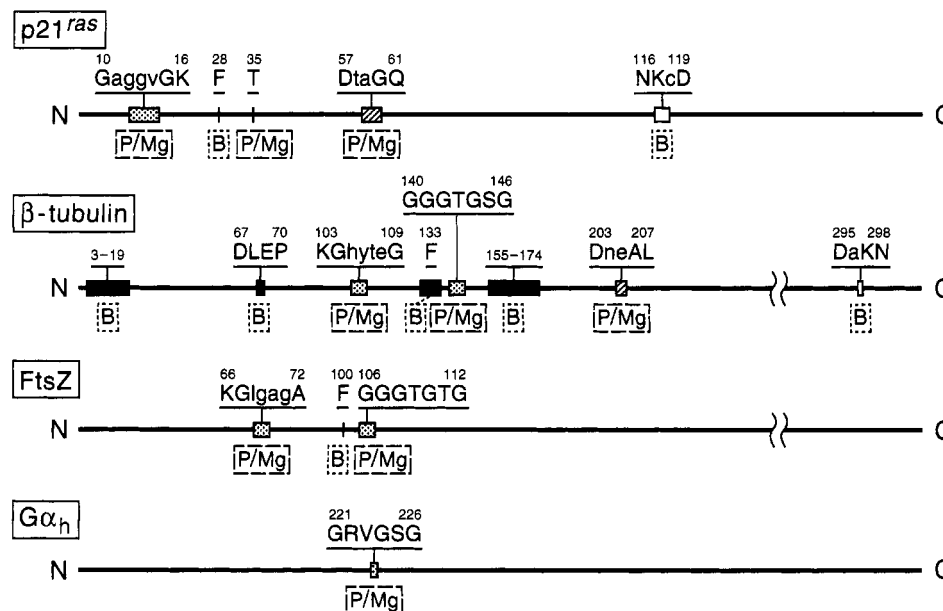 p21ras
10 16 28 35 57 61 116 119
GaggvGK F T DtaGQ NKcD
N
P/Mg B P/Mg P/Mg B
140 146
GGGTGSG
β-tubulin
67 70 103 109 133 203 207 295 298
3–19 DLEP KGhyteG F 155–174 DneAL DaKN
N C
B B P/Mg B P/Mg B P/Mg B
FtsZ
66 72 100 106 112
KGlgagA F GGGTGTG
N C
P/Mg B P/Mg
Gαh
221 226
GRVGSG
N C
P/Mg